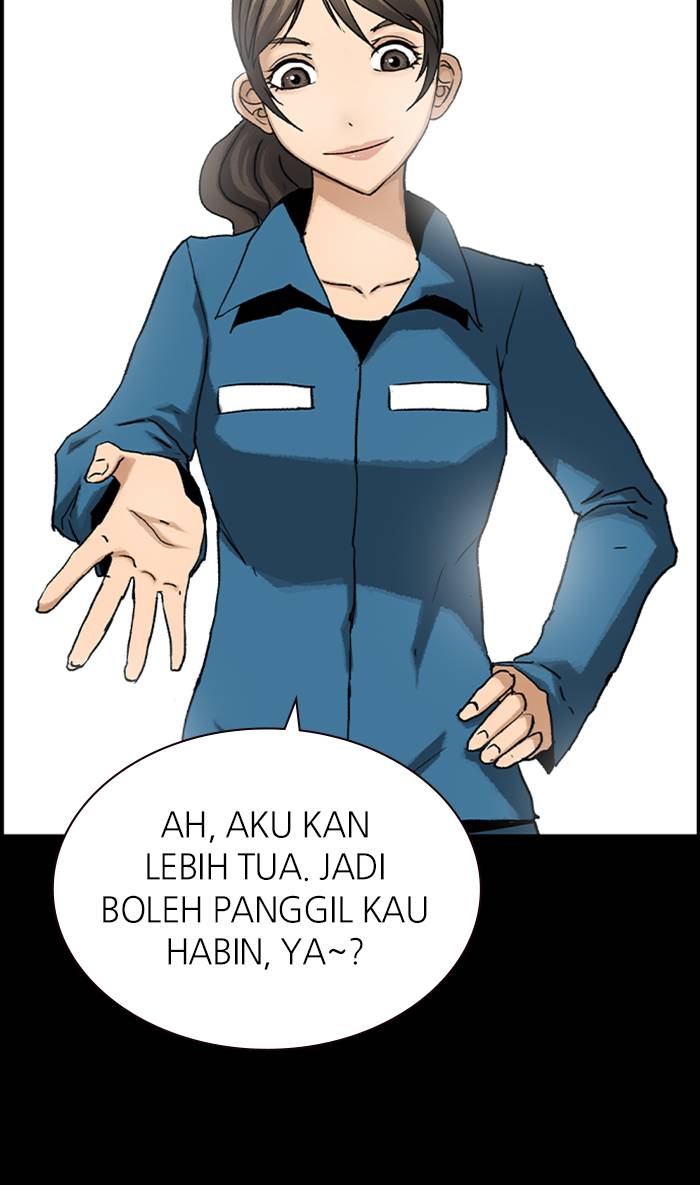 AH, AKU KAN
LEBIH TUA. JADI
BOLEH PANGGIL KAU
HABIN, YA~?